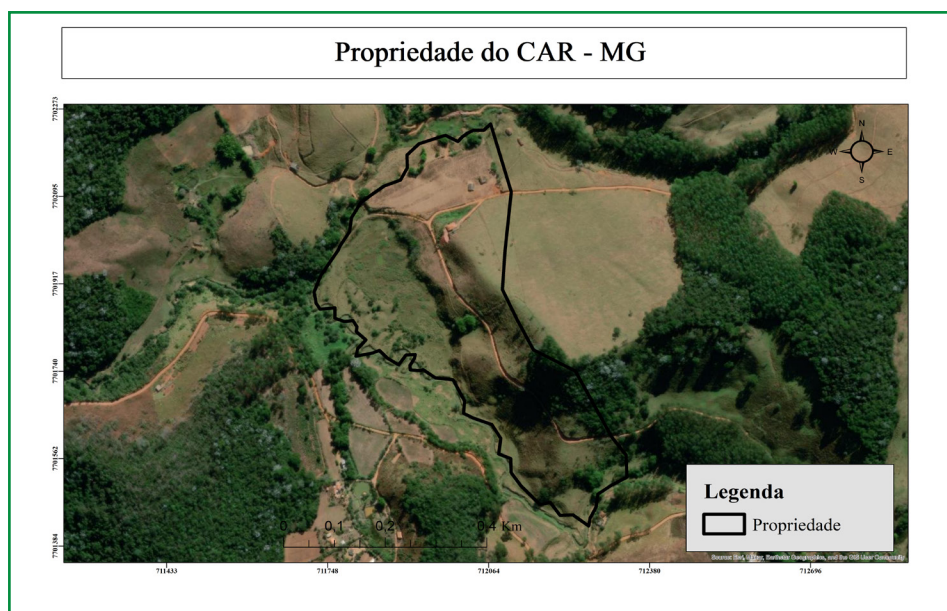 Propriedade do CAR - MG
7702273
7702095
7701917
7701740
7701562
7701384
N
W E
S
0 0,1 0,2 0,4 Km
Legenda
Propriedade
711433 711748 712064 712380 712696